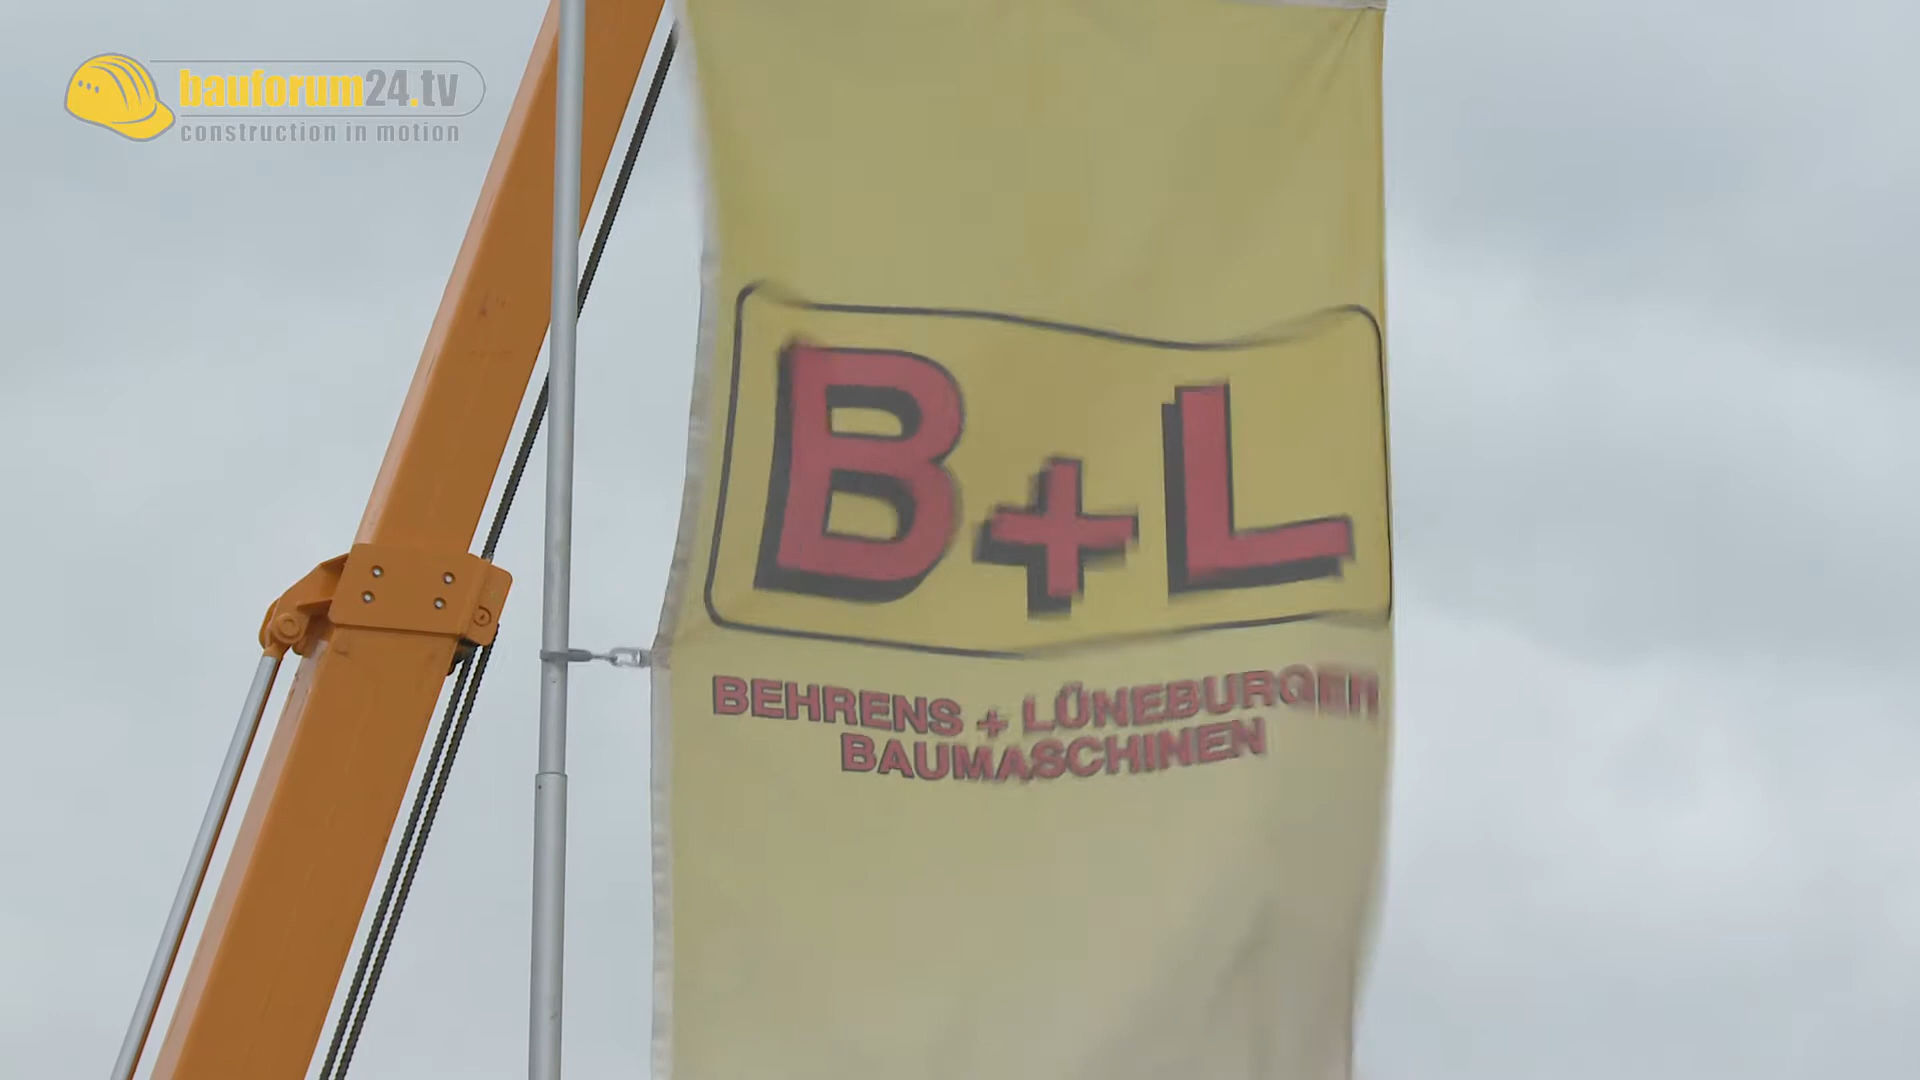 bauforum24.tv
construction in motion
B+L
BEHRENS + LÜNEBURGER
BAUMASCHINEN